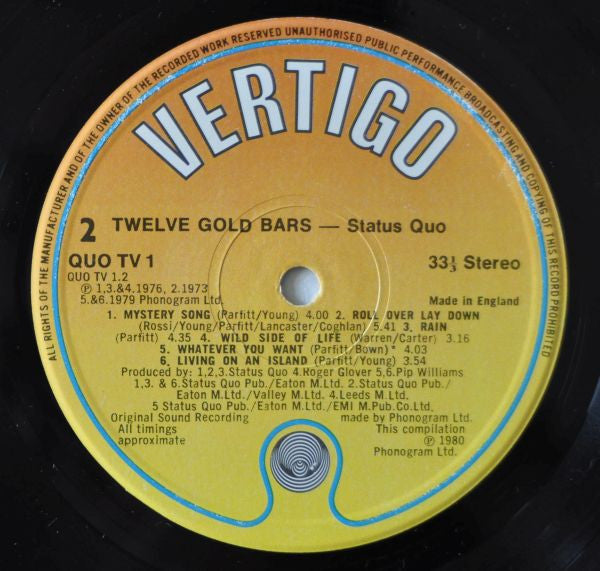 ALL RIGHTS OF THE MANUFACTURER AND OF THE OWNER OF THE RECORDED WORK RESERVED UNAUTHORISED PUBLIC PERFORMANCE BROADCASTING AND COPYING OF THIS RECORD PROHIBITED
VERTIGO
2 TWELVE GOLD BARS — Status Quo
QUO TV 1 33⅓ Stereo
QUO TV 1.2
Ⓟ 1,3.&4.1976, 2.1973 Made in England
5.&6.1979 Phonogram Ltd.
1. MYSTERY SONG (Parfitt/Young) 4.00 2. ROLL OVER LAY DOWN
(Rossi/Young/Parfitt/Lancaster/Coghlan) 5.41 3. RAIN
(Parfitt) 4.35 4. WILD SIDE OF LIFE (Warren/Carter) 3.16
5. WHATEVER YOU WANT (Parfitt/Bown)* 4.03
6. LIVING ON AN ISLAND (Parfitt/Young) 3.54
Produced by: 1,2,3.Status Quo 4.Roger Glover 5,6.Pip Williams
1,3. & 6.Status Quo Pub./Eaton M.Ltd. 2.Status Quo Pub./
Eaton M.Ltd./Valley M.Ltd. 4.Leeds M.Ltd.
5 Status Quo Pub./Eaton M.Ltd./EMI M.Pub.Co.Ltd.
Original Sound Recording made by Phonogram Ltd.
All timings This compilation
approximate Ⓟ 1980
Phonogram Ltd.